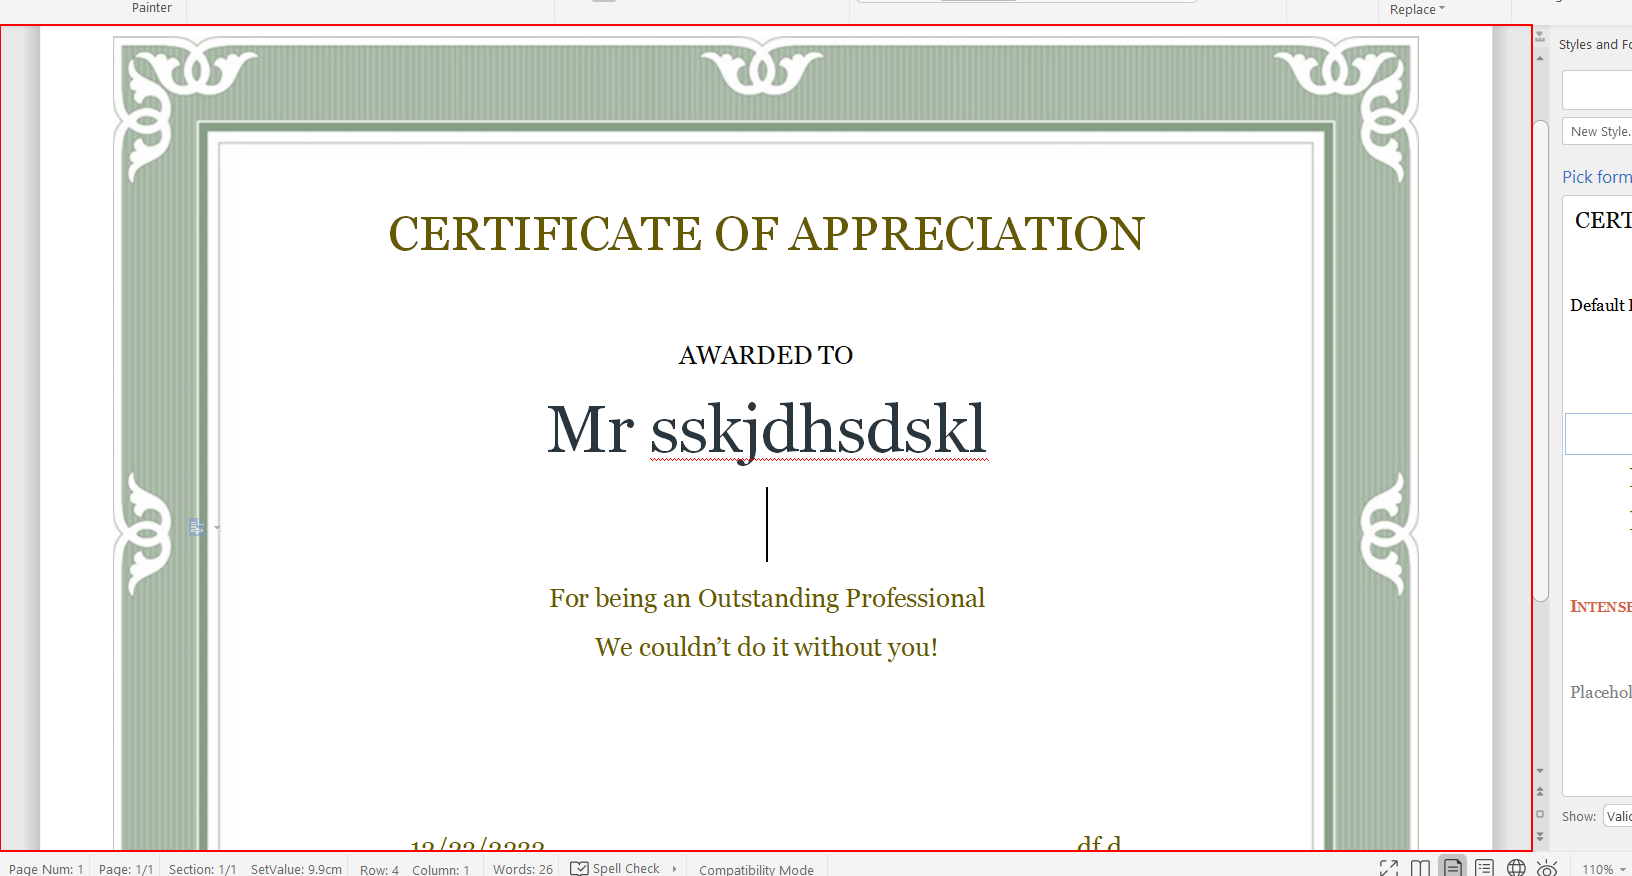 Painter
Replace
Styles and Fo
New Style.
Pick form
CERT
Default
CERTIFICATE OF APPRECIATION
AWARDED TO
Mr sskjdhsdskl
For being an Outstanding Professional
We couldn't do it without you!
INTENSE
Placehol
df d
Show: Valid
Page Num: 1 Page: 1/1 Section: 1/1 SetValue: 9.9cm Row: 4 Column: 1 Words: 26 Spell Check Compatibility Mode 110%